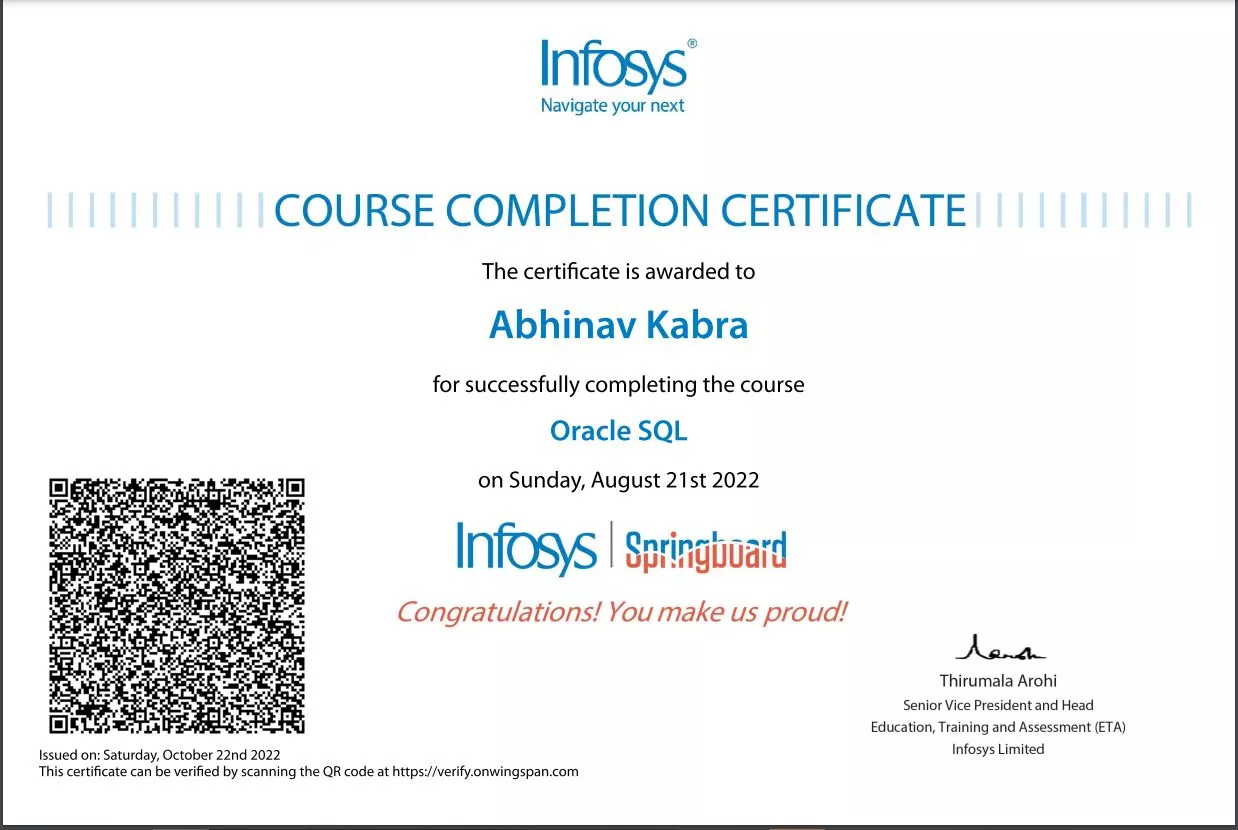 Infosys®
Navigate your next
COURSE COMPLETION CERTIFICATE
The certificate is awarded to
Abhinav Kabra
for successfully completing the course
Oracle SQL
on Sunday, August 21st 2022
Infosys | Springboard
Congratulations! You make us proud!
Thirumala Arohi
Senior Vice President and Head
Education, Training and Assessment (ETA)
Infosys Limited
Issued on: Saturday, October 22nd 2022
This certificate can be verified by scanning the QR code at https://verify.onwingspan.com